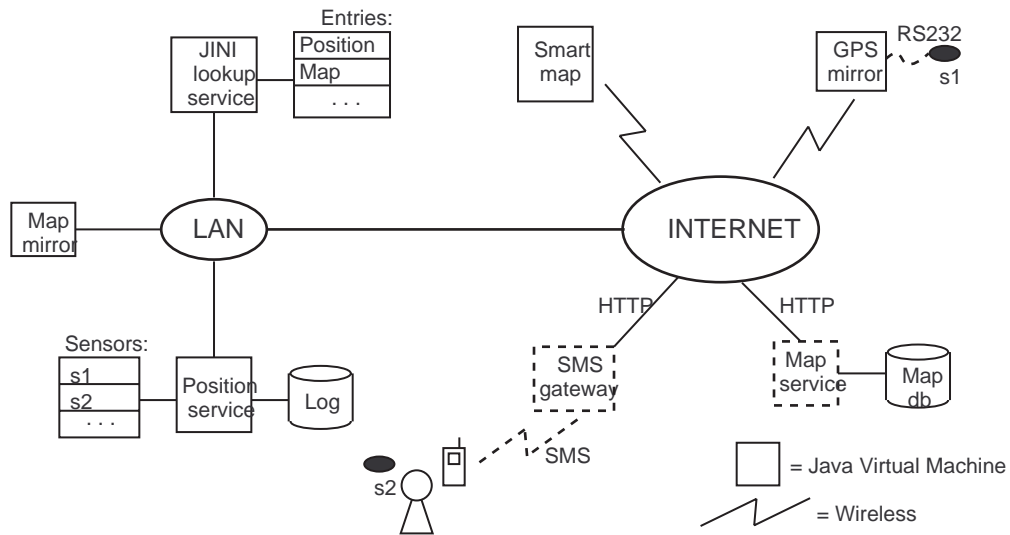 Entries:
JINI
lookup
service
Position
Map
. . .
Smart
map
GPS
mirror
RS232
s1
Map
mirror
LAN
INTERNET
HTTP
HTTP
Sensors:
s1
s2
. . .
Position
service
Log
SMS
gateway
Map
service
Map
db
SMS
s2
= Java Virtual Machine
= Wireless